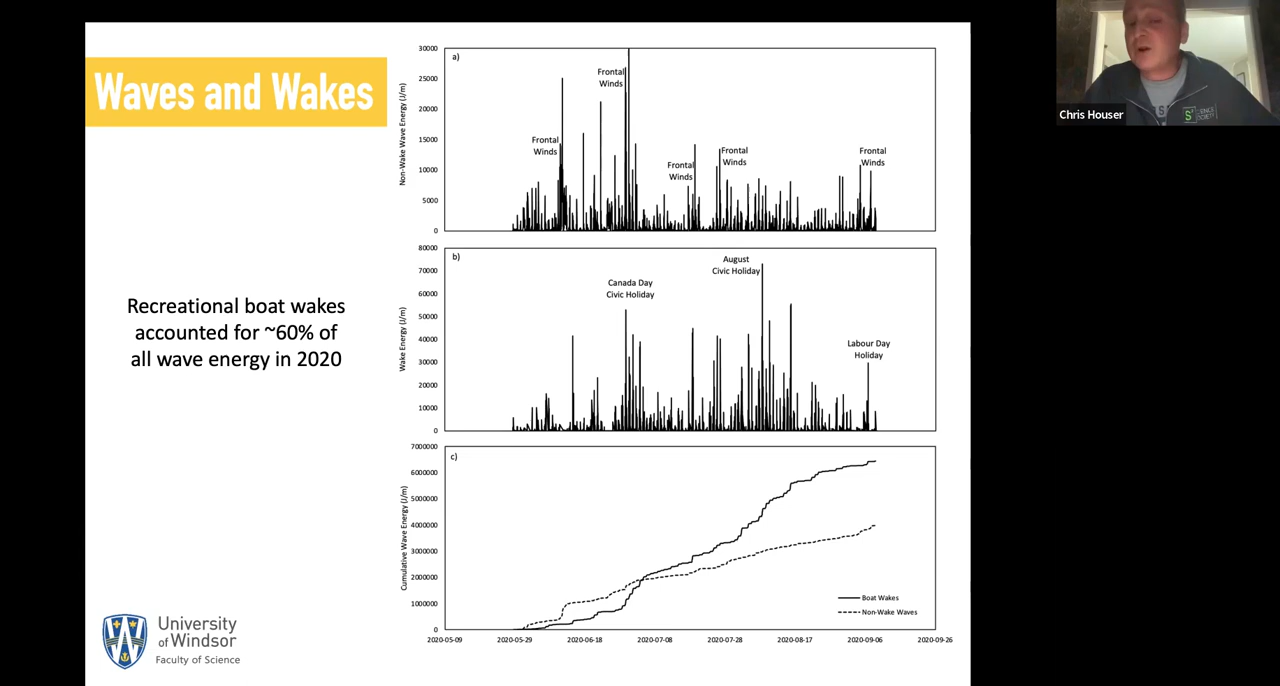 Waves and Wakes
Recreational boat wakes
accounted for ~60% of
all wave energy in 2020
University
of Windsor
Faculty of Science
a)
Non-Wake Wave Energy (J/m)
30000
25000
20000
15000
10000
5000
0
Frontal
Winds
Frontal
Winds
Frontal
Winds
Frontal
Winds
Frontal
Winds
b)
Wake Energy (J/m)
80000
70000
60000
50000
40000
30000
20000
10000
0
Canada Day
Civic Holiday
August
Civic Holiday
Labour Day
Holiday
c)
Cumulative Wave Energy (J/m)
7000000
6000000
5000000
4000000
3000000
2000000
1000000
0
Boat Wakes
Non-Wake Waves
2020-05-09
2020-05-29
2020-06-18
2020-07-08
2020-07-28
2020-08-17
2020-09-06
2020-09-26
Chris Houser